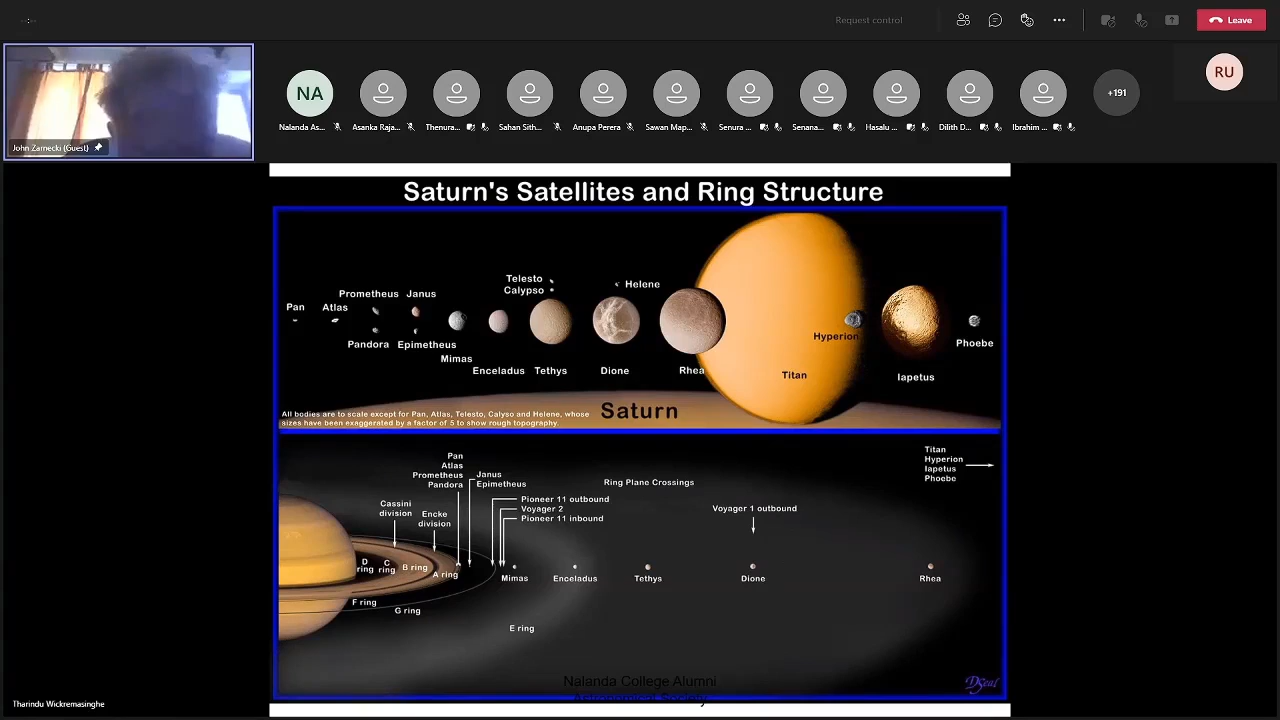 Request control
Leave
John Zarnecki (Guest)
NA
+191
RU
Nalanda As...
Asanka Raja...
Thenura...
Sahan Sith...
Anupa Perera
Sawan Map...
Senura ...
Senana...
Hasalu ...
Dilith D...
Ibrahim ...
Saturn's Satellites and Ring Structure
Telesto
Calypso
Helene
Prometheus
Janus
Pan
Atlas
Pandora
Epimetheus
Mimas
Enceladus
Tethys
Dione
Rhea
Titan
Hyperion
Iapetus
Phoebe
Saturn
All bodies are to scale except for Pan, Atlas, Telesto, Calyso and Helene, whose
sizes have been exaggerated by a factor of 5 to show rough topography.
Pan
Atlas
Prometheus
Pandora
Janus
Epimetheus
Cassini
division
Encke
division
Pioneer 11 outbound
Voyager 2
Pioneer 11 inbound
Ring Plane Crossings
Voyager 1 outbound
Titan
Hyperion
Iapetus
Phoebe
D
ring
C
ring
B ring
A ring
F ring
G ring
E ring
Mimas
Enceladus
Tethys
Dione
Rhea
Nalanda College Alumni
Astronomical Society
DSeal
Tharindu Wickremasinghe